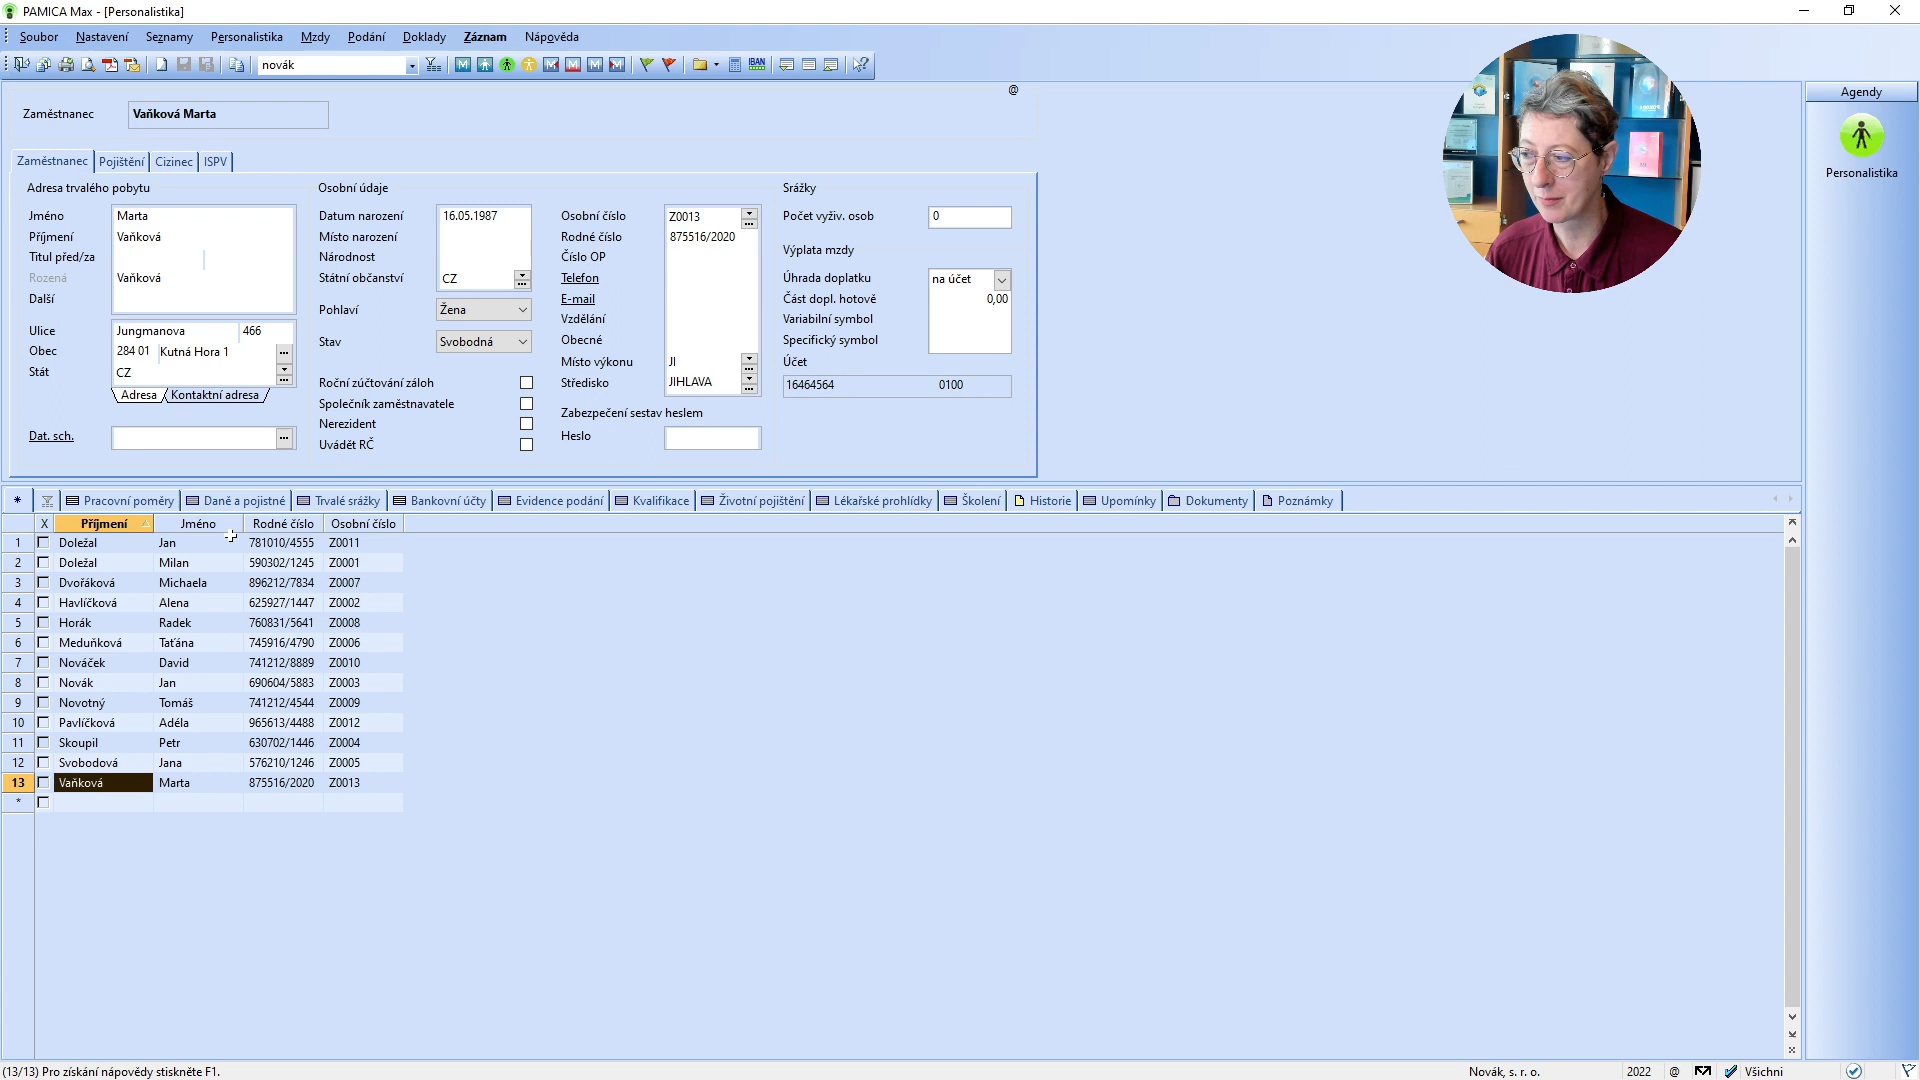 PAMICA Max - [Personalistika]
Soubor Nastavení Seznamy Personalistika Mzdy Podání Doklady Záznam Nápověda
novák IBAN
@
Zaměstnanec Vaňková Marta
Zaměstnanec Pojištění Cizinec ISPV
Adresa trvalého pobytu Osobní údaje Srážky
Jméno Marta Datum narození 16.05.1987 Osobní číslo Z0013 Počet vyživ. osob 0
Příjmení Vaňková Místo narození Rodné číslo 875516/2020
Titul před/za Národnost Číslo OP Výplata mzdy
Rozená Vaňková Státní občanství CZ Telefon Úhrada doplatku na účet
Další E-mail Část dopl. hotově 0,00
Pohlaví Žena Vzdělání Variabilní symbol
Ulice Jungmanova 466 Stav Svobodná Obecné Specifický symbol
Obec 284 01 Kutná Hora 1 Místo výkonu JI Účet
Stát CZ Roční zúčtování záloh Středisko JIHLAVA 16464564 0100
Adresa Kontaktní adresa Společník zaměstnavatele Zabezpečení sestav heslem
Nerezident
Dat. sch. Uvádět RČ Heslo
* Pracovní poměry Daně a pojistné Trvalé srážky Bankovní účty Evidence podání Kvalifikace Životní pojištění Lékařské prohlídky Školení Historie Upomínky Dokumenty Poznámky
X Příjmení Jméno Rodné číslo Osobní číslo
1 Doležal Jan 781010/4555 Z0011
2 Doležal Milan 590302/1245 Z0001
3 Dvořáková Michaela 896212/7834 Z0007
4 Havlíčková Alena 625927/1447 Z0002
5 Horák Radek 760831/5641 Z0008
6 Meduňková Taťána 745916/4790 Z0006
7 Nováček David 741212/8889 Z0010
8 Novák Jan 690604/5883 Z0003
9 Novotný Tomáš 741212/4544 Z0009
10 Pavlíčková Adéla 965613/4488 Z0012
11 Skoupil Petr 630702/1446 Z0004
12 Svobodová Jana 576210/1246 Z0005
13 Vaňková Marta 875516/2020 Z0013
*
Agendy
Personalistika
(13/13) Pro získání nápovědy stiskněte F1. Novák, s. r. o. 2022 @ Všichni